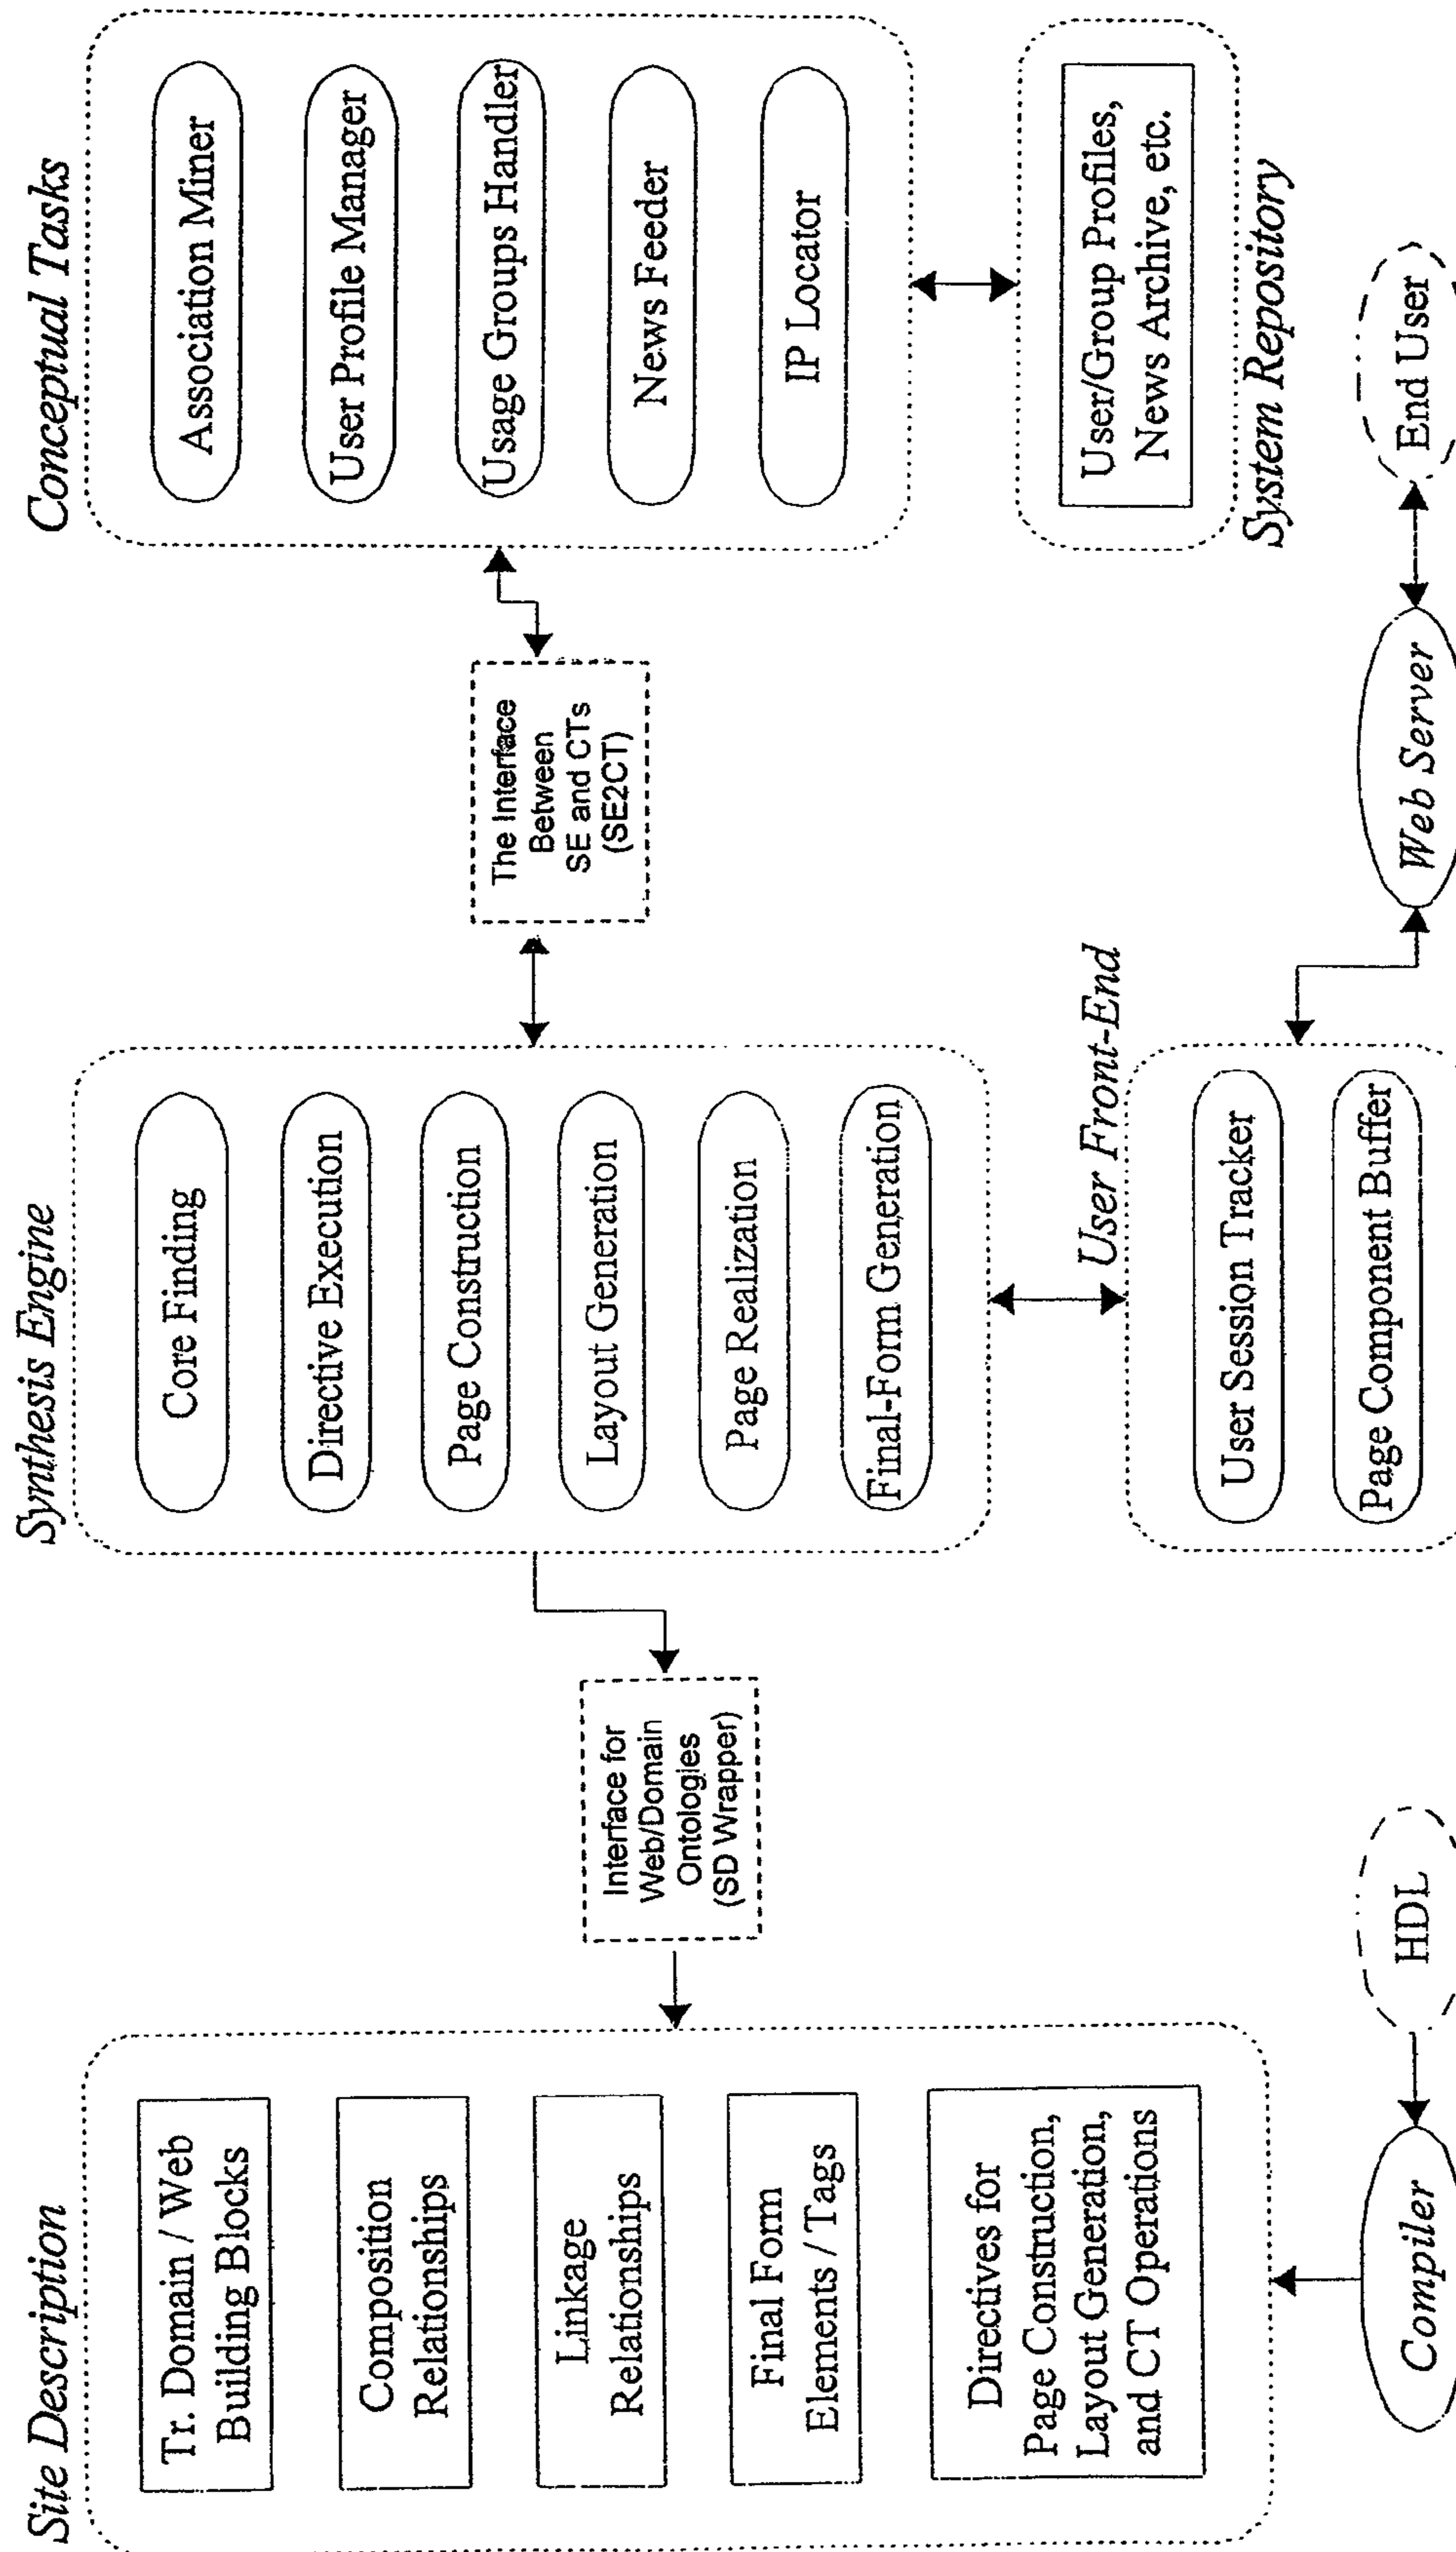 Site Description
Tr. Domain / Web
Building Blocks
Composition
Relationships
Linkage
Relationships
Final Form
Elements / Tags
Directives for
Page Construction,
Layout Generation,
and CT Operations
Compiler
HDL
Interface for
Web/Domain
Ontologies
(SD Wrapper)
Synthesis Engine
Core Finding
Directive Execution
Page Construction
Layout Generation
Page Realization
Final-Form Generation
User Front-End
User Session Tracker
Page Component Buffer
The Interface
Between
SE and CTs
(SE2CT)
Conceptual Tasks
Association Miner
User Profile Manager
Usage Groups Handler
News Feeder
IP Locator
User/Group Profiles,
News Archive, etc.
System Repository
Web Server
End User